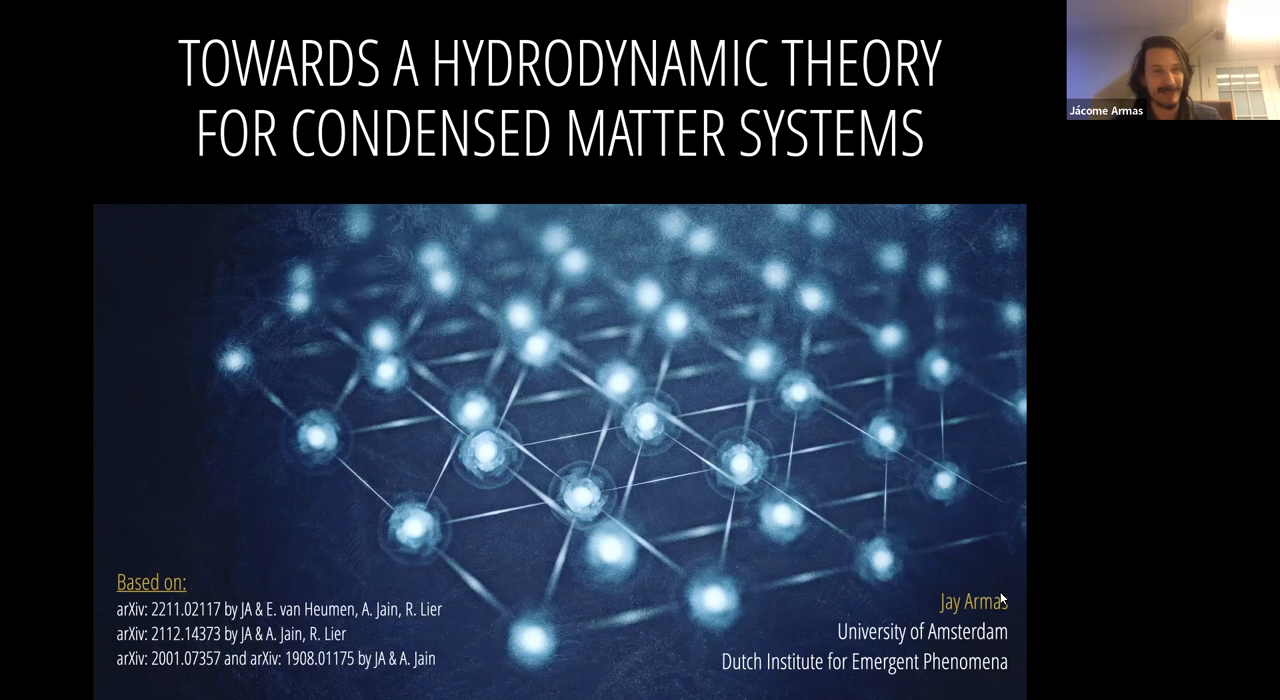 TOWARDS A HYDRODYNAMIC THEORY
FOR CONDENSED MATTER SYSTEMS
Jácome Armas
Based on:
arXiv: 2211.02117 by JA & E. van Heumen, A. Jain, R. Lier
arXiv: 2112.14373 by JA & A. Jain, R. Lier
arXiv: 2001.07357 and arXiv: 1908.01175 by JA & A. Jain
Jay Armas
University of Amsterdam
Dutch Institute for Emergent Phenomena